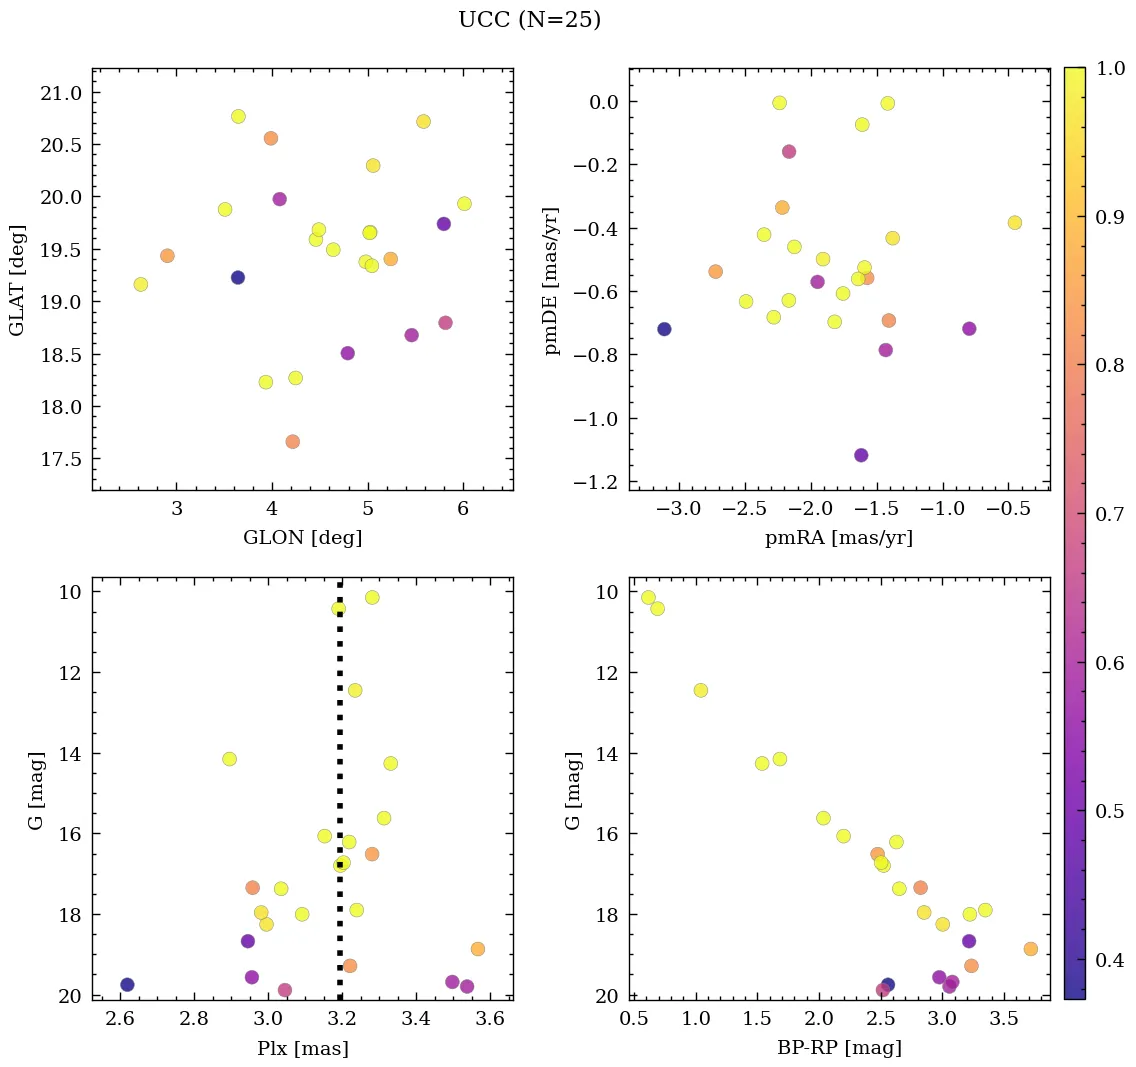 UCC (N=25)
21.0
20.5
20.0
19.5
19.0
18.5
18.0
17.5
GLAT [deg]
3 4 5 6
GLON [deg]
0.0
−0.2
−0.4
−0.6
−0.8
−1.0
−1.2
pmDE [mas/yr]
−3.0 −2.5 −2.0 −1.5 −1.0 −0.5
pmRA [mas/yr]
10
12
14
16
18
20
G [mag]
2.6 2.8 3.0 3.2 3.4 3.6
Plx [mas]
10
12
14
16
18
20
G [mag]
0.5 1.0 1.5 2.0 2.5 3.0 3.5
BP-RP [mag]
1.0
0.9
0.8
0.7
0.6
0.5
0.4